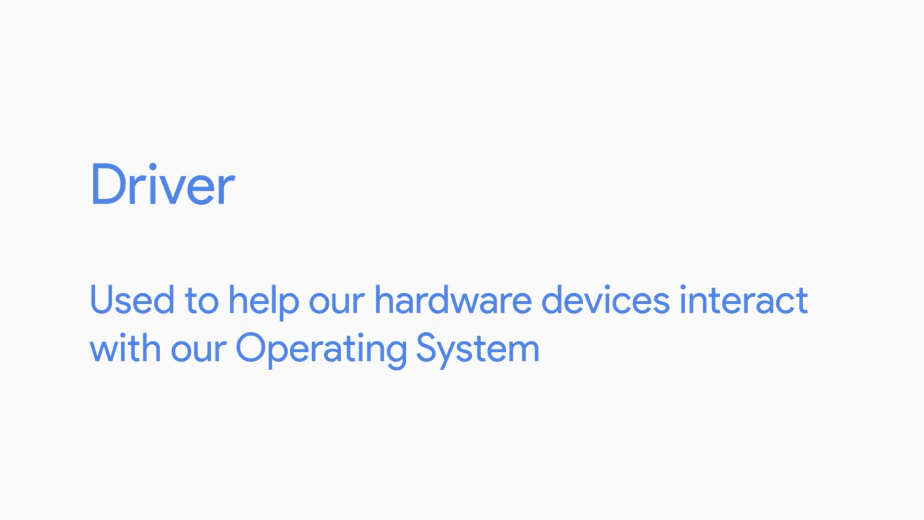 Driver
Used to help our hardware devices interact
with our Operating System